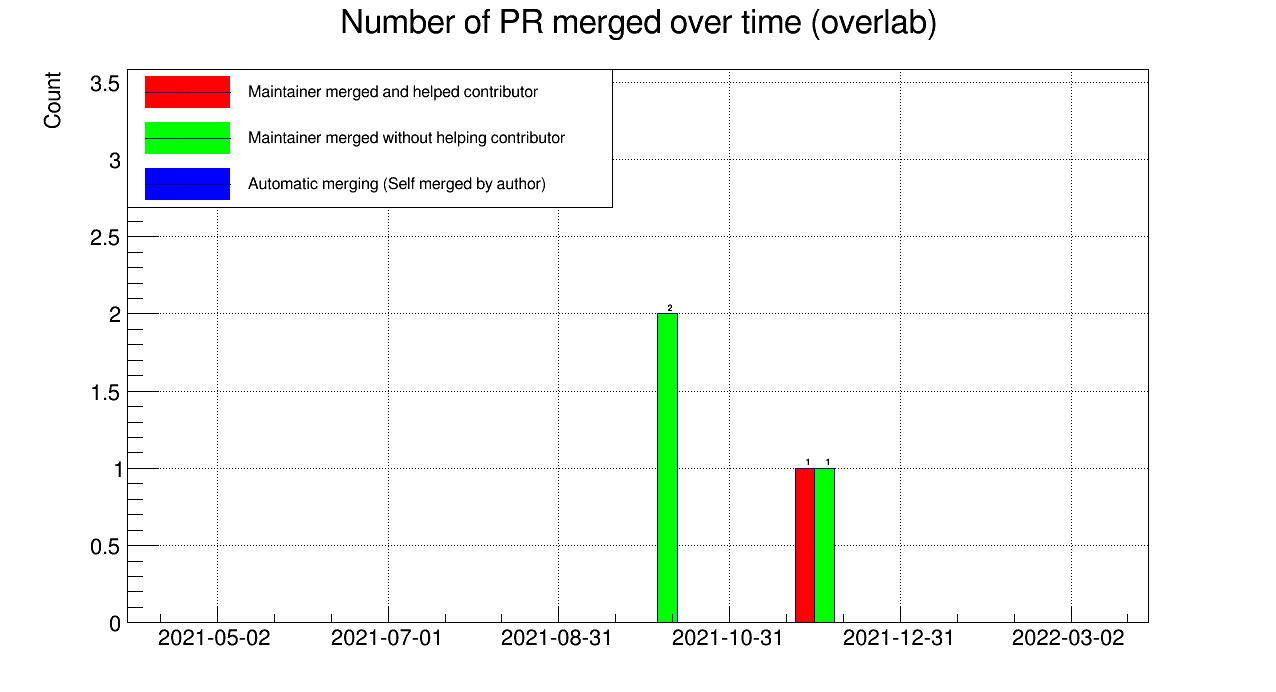 Number of PR merged over time (overlab)
Count
Maintainer merged and helped contributor
Maintainer merged without helping contributor
Automatic merging (Self merged by author)
3.5
3
2.5
2
1.5
1
0.5
0
2
1 1
2021-05-02 2021-07-01 2021-08-31 2021-10-31 2021-12-31 2022-03-02